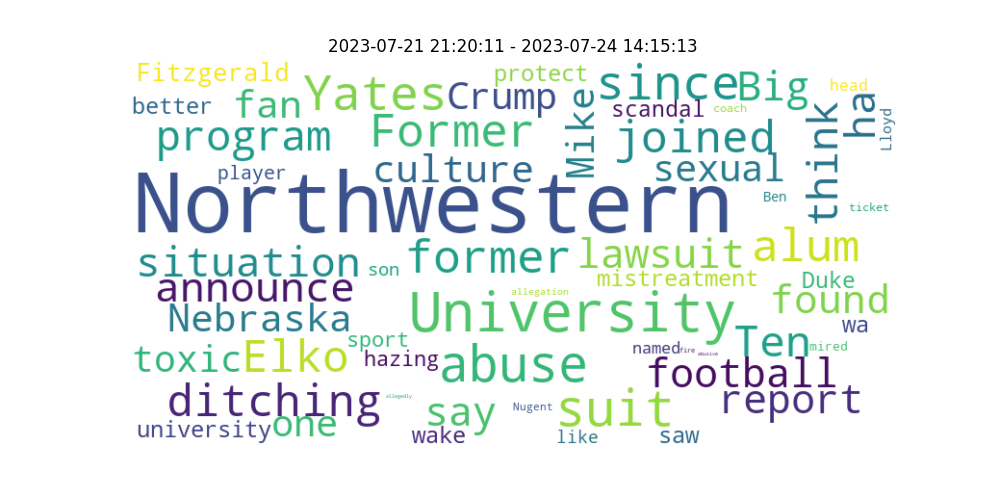 2023-07-21 21:20:11 - 2023-07-24 14:15:13
Fitzgerald
protect
head
better
fan
Yates
Crump
since
Big
scandal
coach
ha
Lloyd
program
Former
Mike
joined
think
player
culture
sexual
Ben
ticket
Northwestern
situation
son
former
lawsuit
alum
announce
allegation
mistreatment
Duke
found
Nebraska
University
wa
toxic
Elko
sport
hazing
abuse
named
fire
abusive
Ten
mired
football
ditching
allegedly
say
Nugent
suit
report
university
one
wake
like
saw